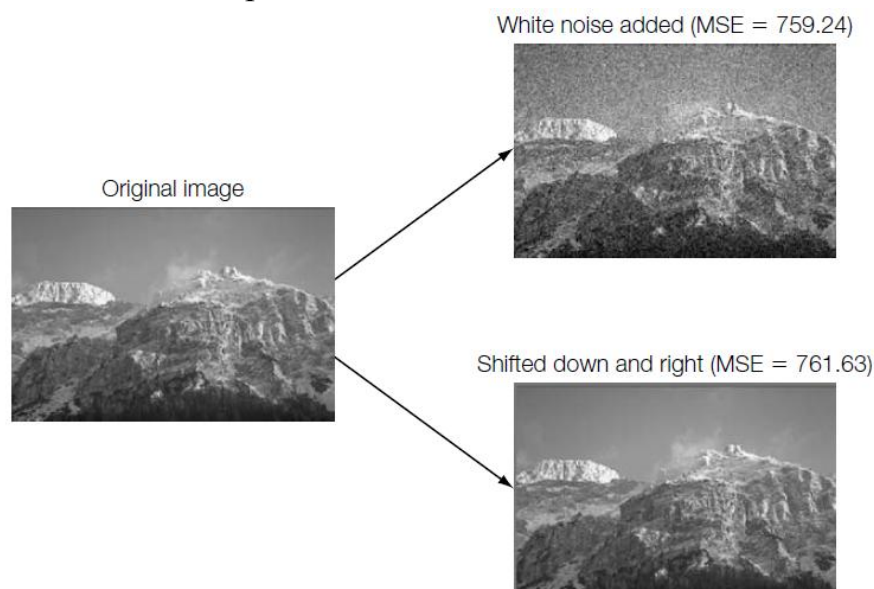 White noise added (MSE = 759.24)
Original image
Shifted down and right (MSE = 761.63)